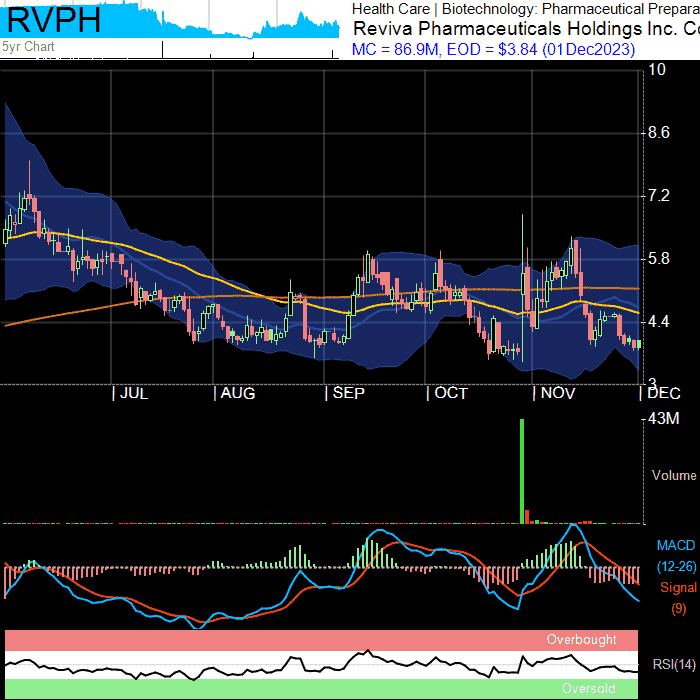 RVPH
5yr Chart
Health Care | Biotechnology: Pharmaceutical Prepara
Reviva Pharmaceuticals Holdings Inc. Co
MC = 86.9M, EOD = $3.84 (01Dec2023)
10
8.6
7.2
5.8
4.4
3
JUL
AUG
SEP
OCT
NOV
DEC
43M
Volume
MACD
(12-26)
Signal
(9)
Overbought
RSI(14)
Oversold